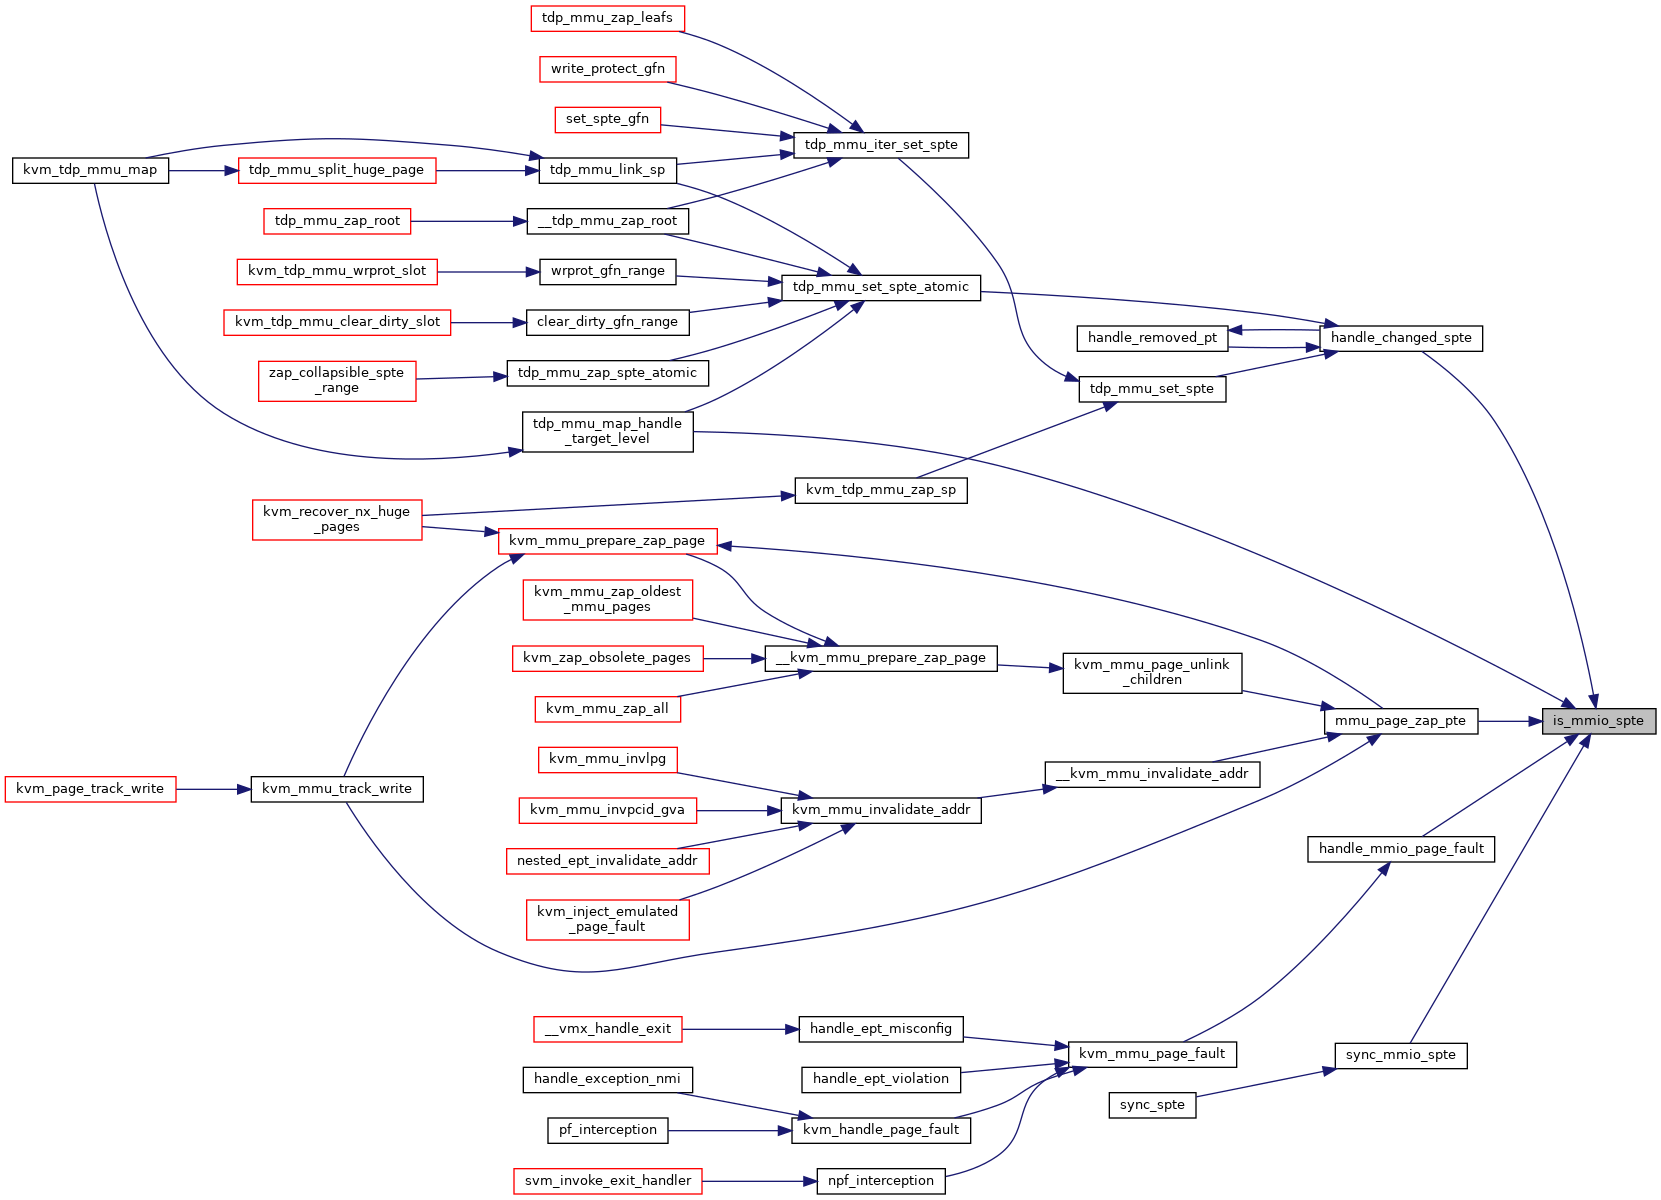 tdp_mmu_zap_leafs
write_protect_gfn
set_spte_gfn
tdp_mmu_iter_set_spte
kvm_tdp_mmu_map
tdp_mmu_split_huge_page
tdp_mmu_link_sp
tdp_mmu_zap_root
__tdp_mmu_zap_root
kvm_tdp_mmu_wrprot_slot
wrprot_gfn_range
tdp_mmu_set_spte_atomic
kvm_tdp_mmu_clear_dirty_slot
clear_dirty_gfn_range
handle_removed_pt
handle_changed_spte
zap_collapsible_spte
_range
tdp_mmu_zap_spte_atomic
tdp_mmu_set_spte
tdp_mmu_map_handle
_target_level
kvm_tdp_mmu_zap_sp
kvm_recover_nx_huge
_pages
kvm_mmu_prepare_zap_page
kvm_mmu_zap_oldest
_mmu_pages
kvm_zap_obsolete_pages
__kvm_mmu_prepare_zap_page
kvm_mmu_page_unlink
_children
kvm_mmu_zap_all
mmu_page_zap_pte
is_mmio_spte
kvm_mmu_invlpg
__kvm_mmu_invalidate_addr
kvm_page_track_write
kvm_mmu_track_write
kvm_mmu_invpcid_gva
kvm_mmu_invalidate_addr
nested_ept_invalidate_addr
handle_mmio_page_fault
kvm_inject_emulated
_page_fault
__vmx_handle_exit
handle_ept_misconfig
kvm_mmu_page_fault
sync_mmio_spte
handle_exception_nmi
handle_ept_violation
sync_spte
pf_interception
kvm_handle_page_fault
svm_invoke_exit_handler
npf_interception